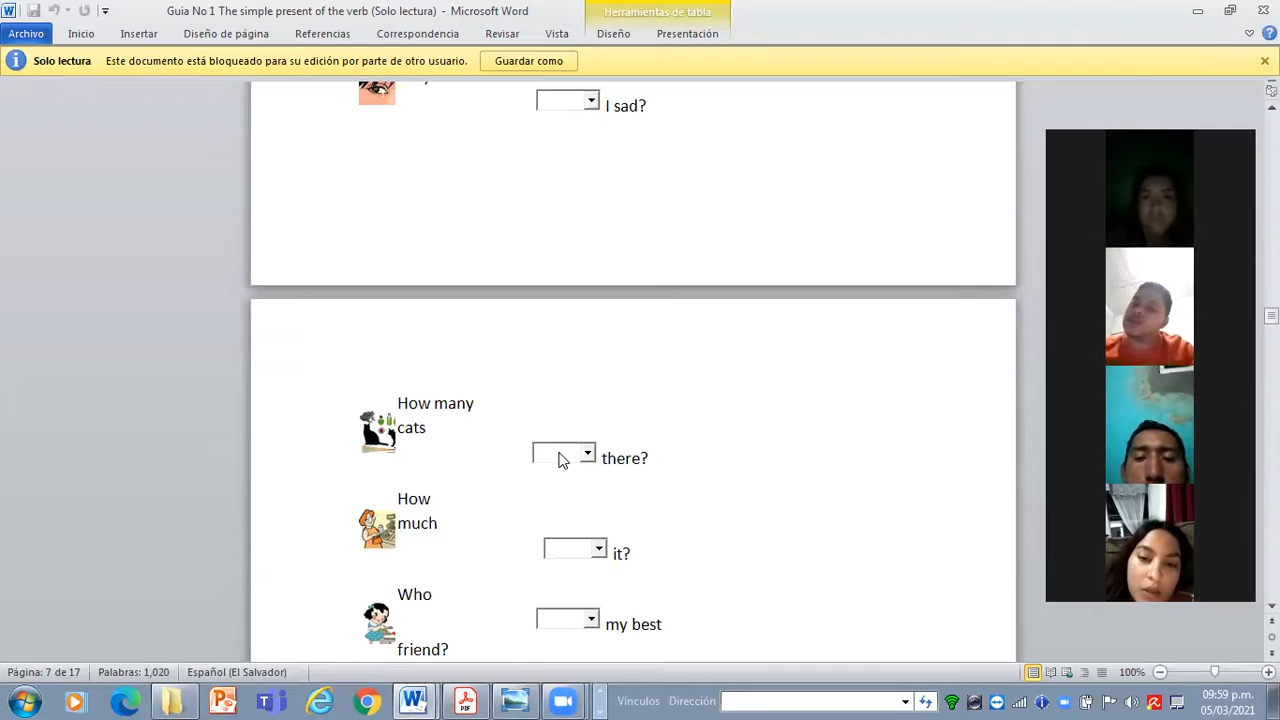 Guia No 1 The simple present of the verb (Solo lectura) - Microsoft Word
Herramientas de tabla
Archivo Inicio Insertar Diseño de página Referencias Correspondencia Revisar Vista Diseño Presentación
Solo lectura Este documento está bloqueado para su edición por parte de otro usuario. Guardar como
I sad?
How many
cats
there?
How
much
it?
Who
my best
friend?
Página: 7 de 17 Palabras: 1,020 Español (El Salvador) 100%
Vínculos Dirección
PDF
09:59 p.m.
05/03/2021